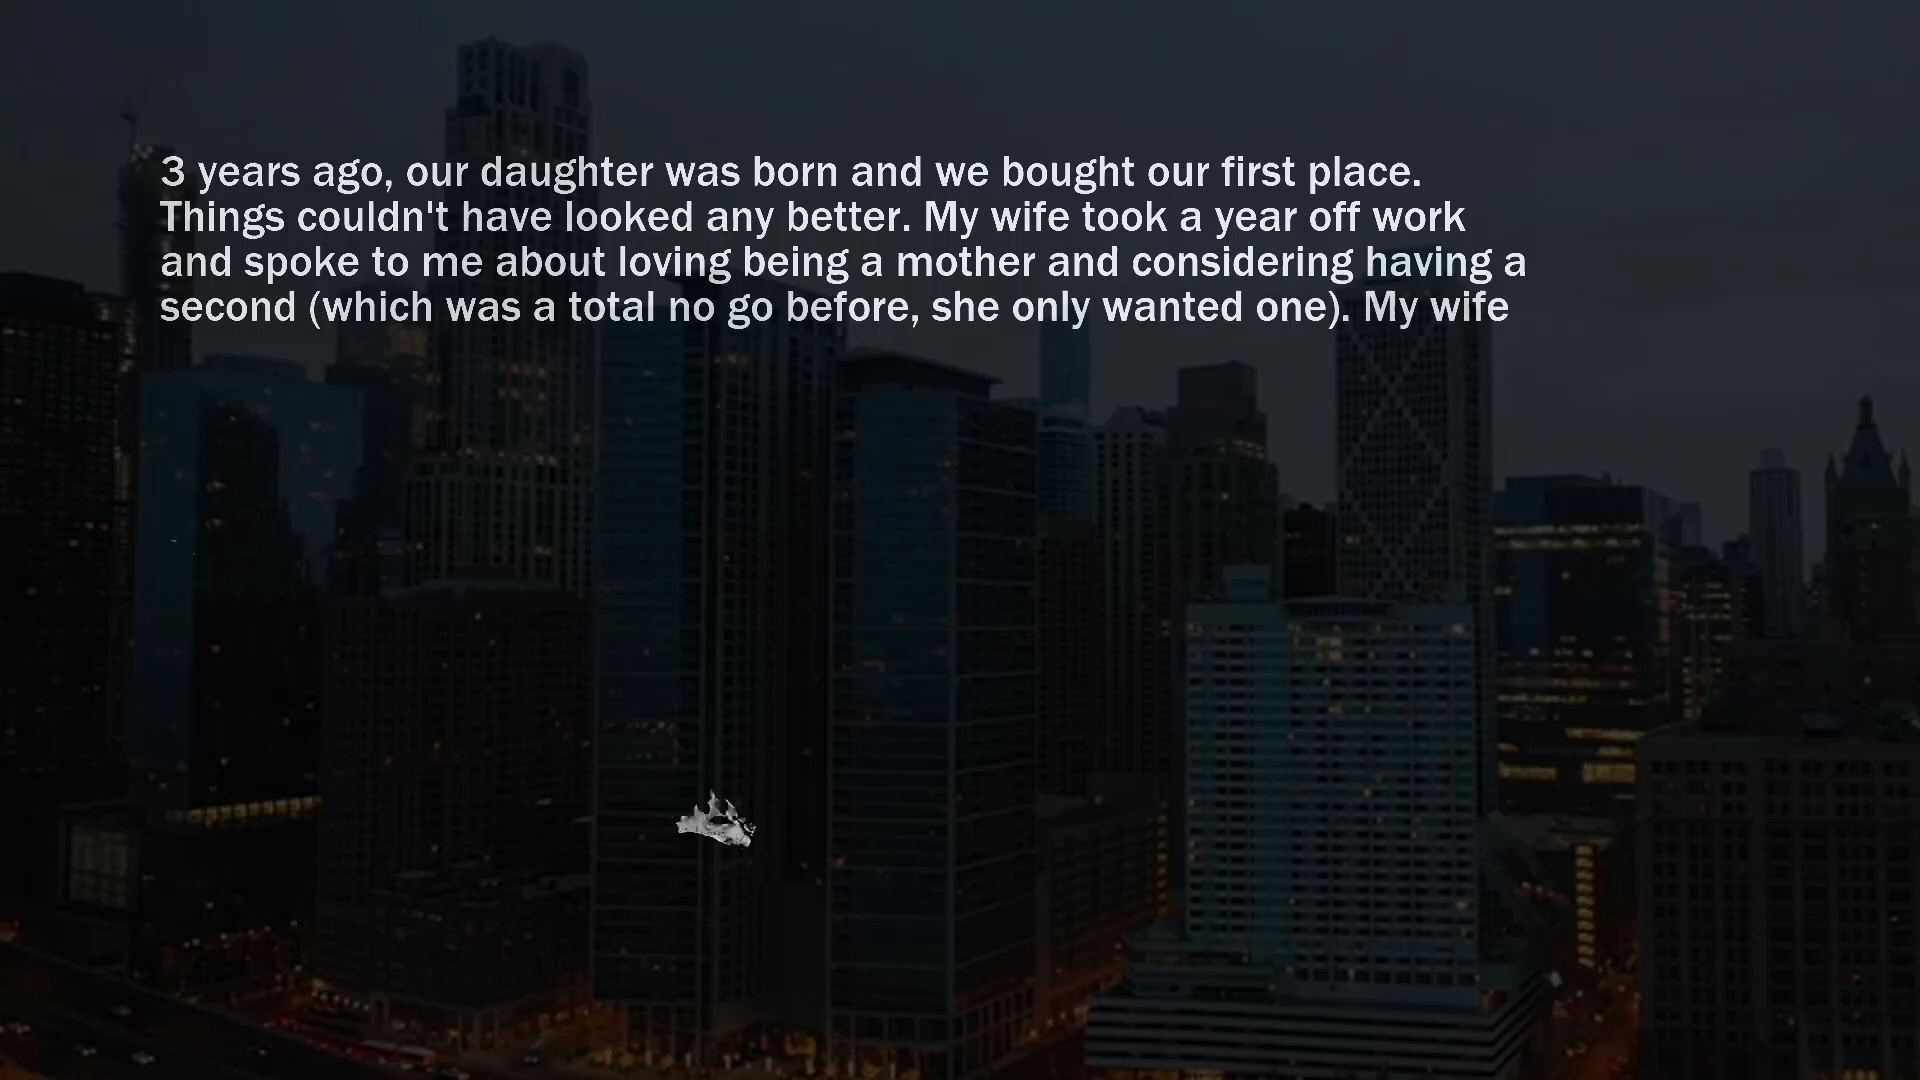 3 years ago, our daughter was born and we bought our first place.
Things couldn't have looked any better. My wife took a year off work
and spoke to me about loving being a mother and considering having a
second (which was a total no go before, she only wanted one). My wife